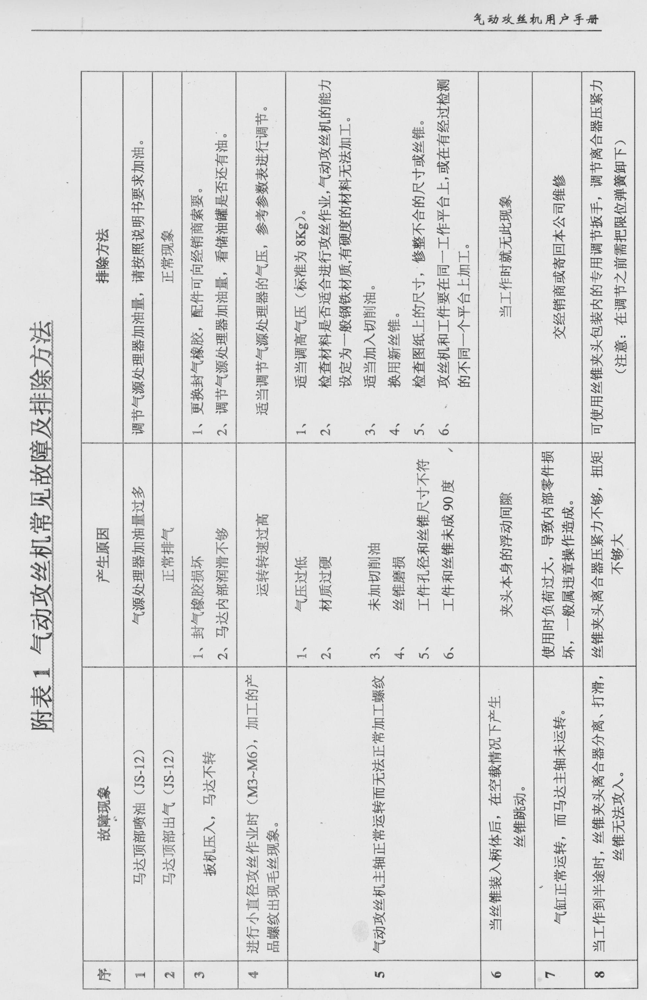 气动攻丝机用户手册
附表 1 气动攻丝机常见故障及排除方法
序 故障现象 产生原因 排除方法
1 马达顶部喷油（JS-12） 气源处理器加油量过多 调节气源处理器加油量，请按照说明书要求加油。
2 马达顶部出气（JS-12） 正常排气 正常现象
3 扳机压入，马达不转
1、封气橡胶损坏
2、马达内部润滑不够
1、更换封气橡胶，配件可向经销商索要。
2、调节气源处理器加油量，看储油罐是否还有油。
4 进行小直径攻丝作业时（M3~M6），加工的产
品螺纹出现毛丝现象。
运转转速过高
适当调节气源处理器的气压，参考参数表进行调节。
5 气动攻丝机主轴正常运转而无法正常加工螺纹
1、 气压过低
2、 材质过硬
3、 未加切削油
4、 丝锥磨损
5、 工件孔径和丝锥尺寸不符
6、 工件和丝锥未成 90 度
1、 适当调高气压（标准为 8Kg）。
2、 检查材料是否适合进行攻丝作业,气动攻丝机的能力
设定为一般钢铁材质,有硬度的材料无法加工。
3、 适当加入切削油。
4、 换用新丝锥。
5、 检查图纸上的尺寸，修整不合的尺寸或丝锥。
6、 攻丝机和工件要在同一工作平台上,或在有经过检测
的不同一个平台上加工。
6 当丝锥装入柄体后，在空载情况下产生
丝锥跳动。
夹头本身的浮动间隙
当工作时就无此现象
7 气缸正常运转，而马达主轴未运转。
使用时负荷过大，导致内部零件损
坏，一般属违章操作造成。
交经销商或寄回本公司维修
8 当工作到半途时，丝锥夹头离合器分离、打滑，
丝锥无法攻入。
丝锥夹头离合器压紧力不够，扭矩
不够大
可使用丝锥夹头包装内的专用调节扳手，调节离合器压紧力
（注意：在调节之前需把限位弹簧卸下）